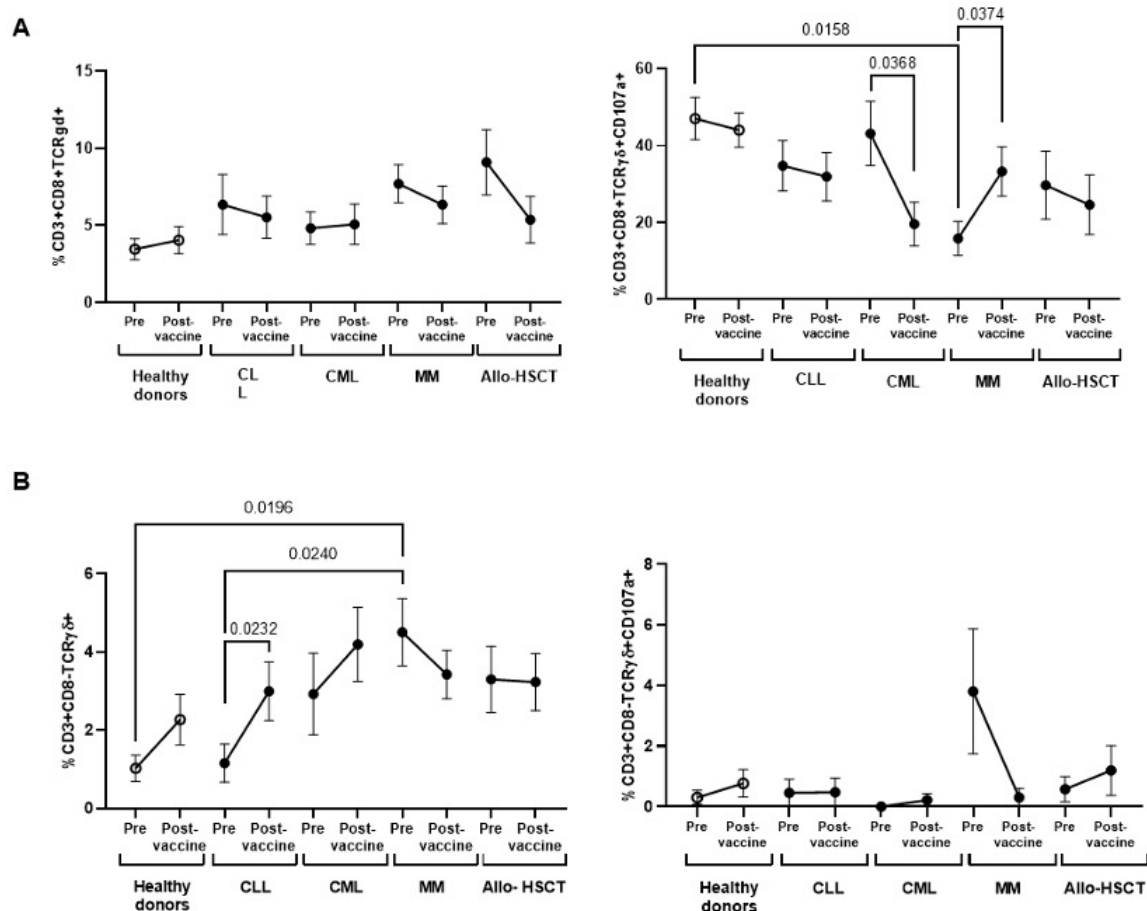 A
% CD3+CD8+TCRgd+
15
10
5
0
Pre Post-vaccine Pre Post-vaccine Pre Post-vaccine Pre Post-vaccine Pre Post-vaccine
Healthy donors
CL
L
CML
MM
Allo-HSCT
0.0374
0.0158
0.0368
% CD3+CD8+TCRγδ+CD107a+
60
40
20
0
Pre Post-vaccine Pre Post-vaccine Pre Post-vaccine Pre Post-vaccine Pre Post-vaccine
Healthy donors
CLL
CML
MM
Allo-HSCT
B
0.0196
0.0240
0.0232
% CD3+CD8-TCRγδ+
6
4
2
0
Pre Post-vaccine Pre Post-vaccine Pre Post-vaccine Pre Post-vaccine Pre Post-vaccine
Healthy donors
CLL
CML
MM
Allo- HSCT
% CD3+CD8-TCRγδ+CD107a+
8
6
4
2
0
Pre Post-vaccine Pre Post-vaccine Pre Post-vaccine Pre Post-vaccine Pre Post-vaccine
Healthy donors
CLL
CML
MM
Allo-HSCT